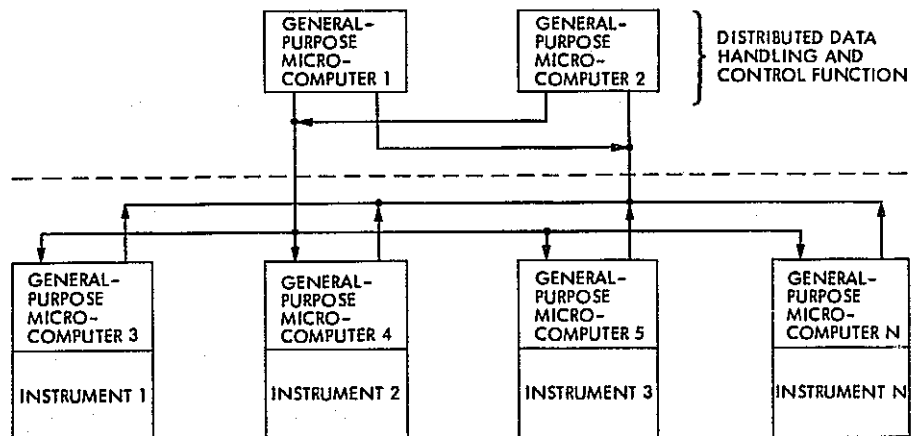 GENERAL-
PURPOSE
MICRO-
COMPUTER 1
GENERAL-
PURPOSE
MICRO-
COMPUTER 2
DISTRIBUTED DATA
HANDLING AND
CONTROL FUNCTION
GENERAL-
PURPOSE
MICRO-
COMPUTER 3
INSTRUMENT 1
GENERAL-
PURPOSE
MICRO-
COMPUTER 4
INSTRUMENT 2
GENERAL-
PURPOSE
MICRO-
COMPUTER 5
INSTRUMENT 3
GENERAL-
PURPOSE
MICRO-
COMPUTER N
INSTRUMENT N